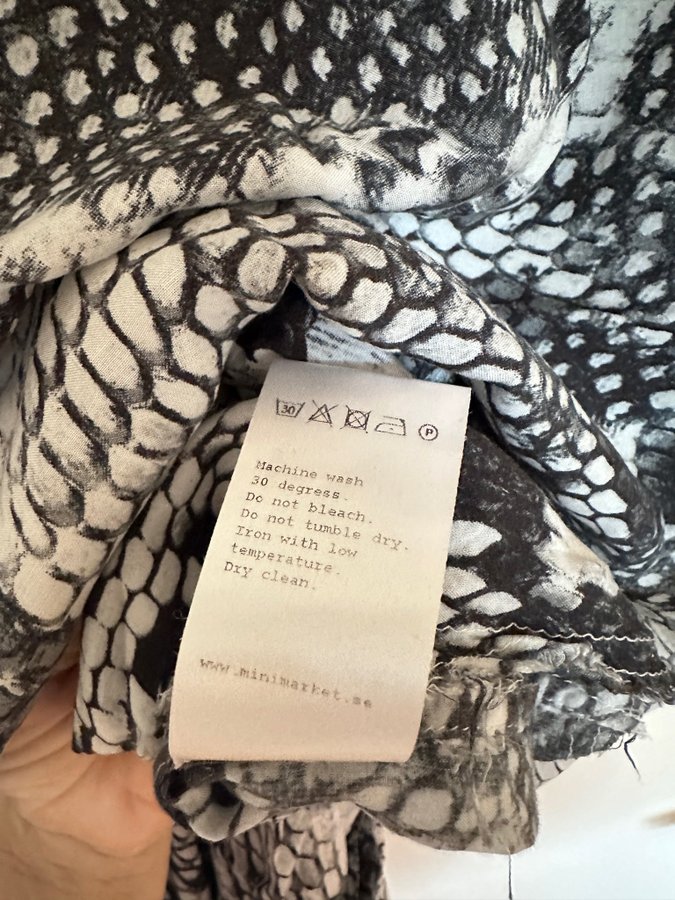 30
P
Machine wash
30 degress.
Do not bleach.
Do not tumble dry.
Iron with low
temperature.
Dry clean.
www.minimarket.se